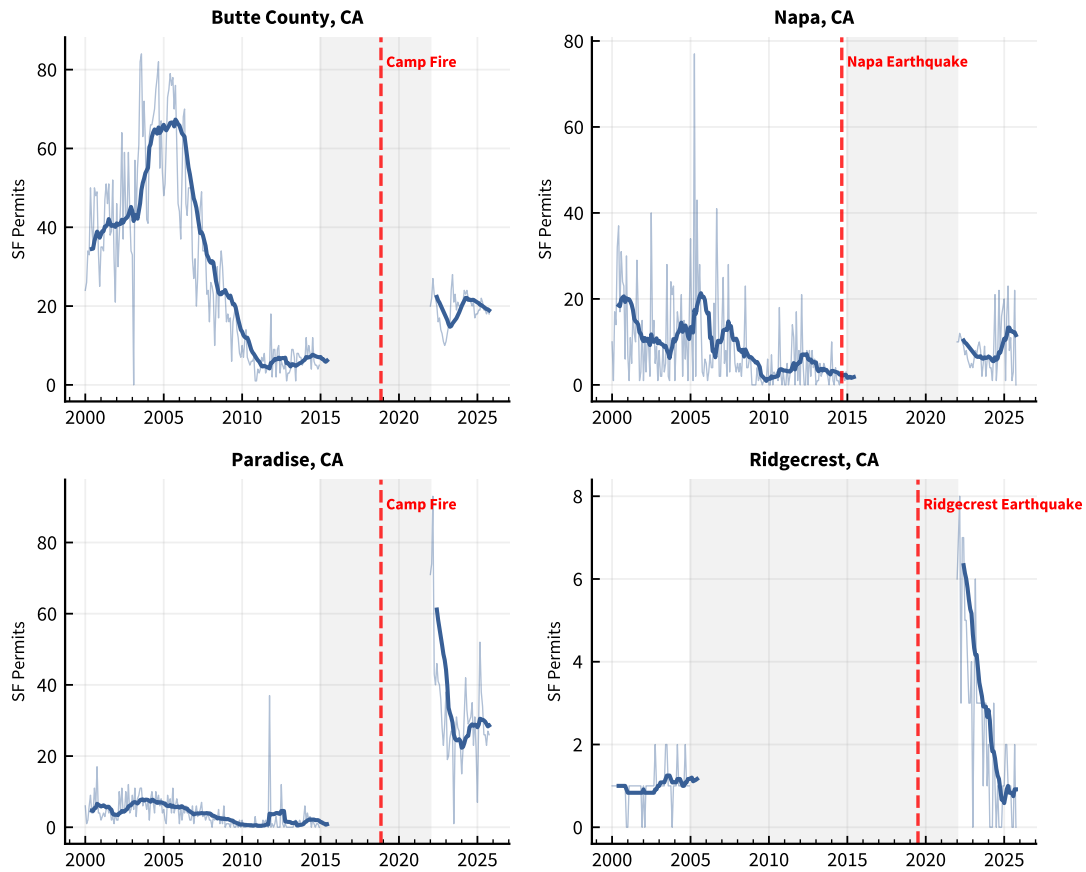 Butte County, CA
SF Permits
80
60
40
20
0
Camp Fire
2000 2005 2010 2015 2020 2025
Napa, CA
SF Permits
80
60
40
20
0
Napa Earthquake
2000 2005 2010 2015 2020 2025
Paradise, CA
SF Permits
80
60
40
20
0
Camp Fire
2000 2005 2010 2015 2020 2025
Ridgecrest, CA
SF Permits
8
6
4
2
0
Ridgecrest Earthquake
2000 2005 2010 2015 2020 2025